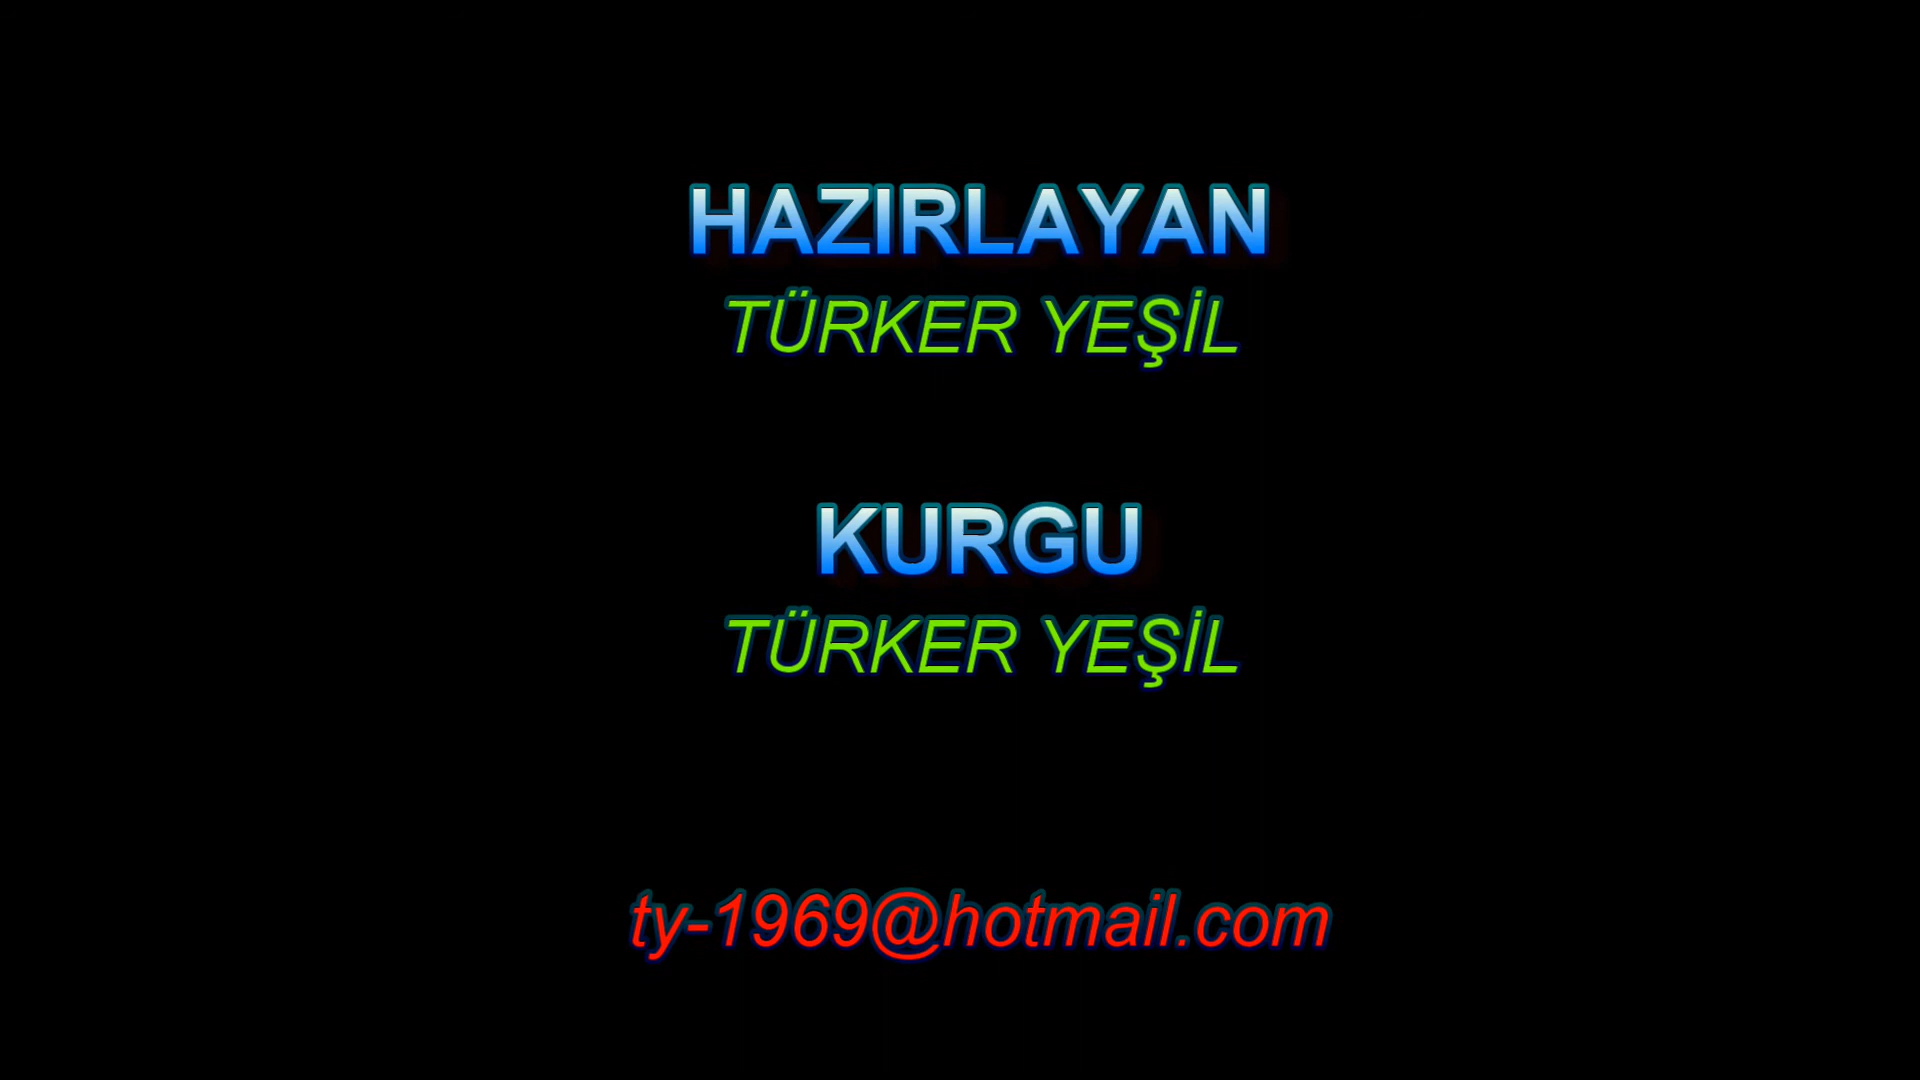 HAZIRLAYAN
TÜRKER YEŞİL
KURGU
TÜRKER YEŞİL
ty-1969@hotmail.com